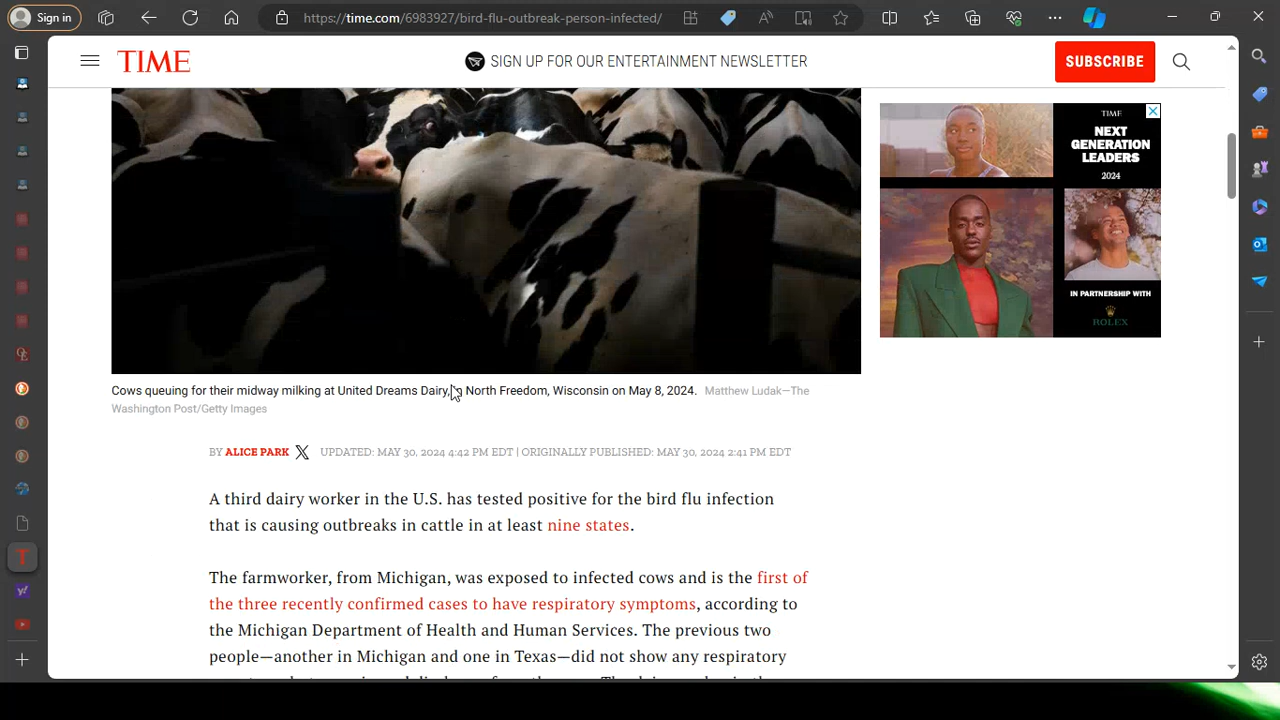 Sign in
https://time.com/6983927/bird-flu-outbreak-person-infected/
TIME
SIGN UP FOR OUR ENTERTAINMENT NEWSLETTER
SUBSCRIBE
TIME
NEXT
GENERATION
LEADERS
2024
IN PARTNERSHIP WITH
ROLEX
Cows queuing for their midway milking at United Dreams Dairy, in North Freedom, Wisconsin on May 8, 2024. Matthew Ludak—The
Washington Post/Getty Images
BY ALICE PARK X UPDATED: MAY 30, 2024 4:42 PM EDT | ORIGINALLY PUBLISHED: MAY 30, 2024 2:41 PM EDT
A third dairy worker in the U.S. has tested positive for the bird flu infection
that is causing outbreaks in cattle in at least nine states.
The farmworker, from Michigan, was exposed to infected cows and is the first of
the three recently confirmed cases to have respiratory symptoms, according to
the Michigan Department of Health and Human Services. The previous two
people—another in Michigan and one in Texas—did not show any respiratory